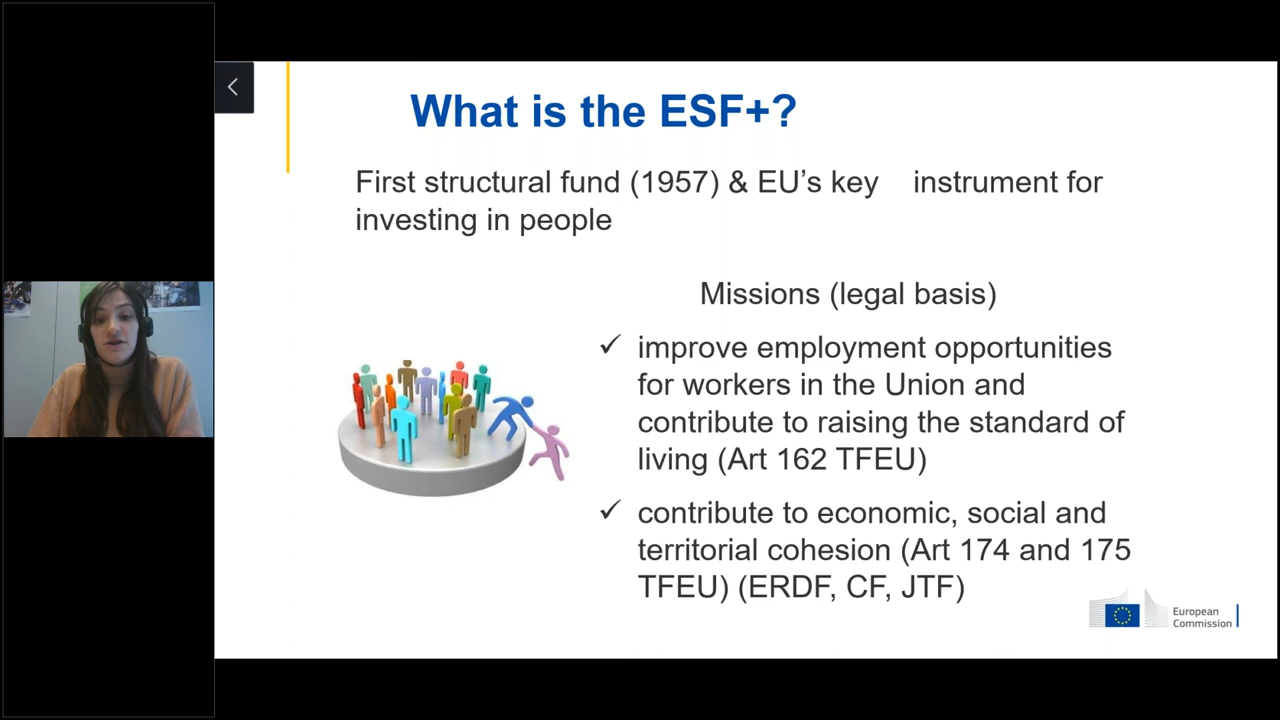 What is the ESF+?
First structural fund (1957) & EU’s key instrument for
investing in people
Missions (legal basis)
✓ improve employment opportunities
for workers in the Union and
contribute to raising the standard of
living (Art 162 TFEU)
✓ contribute to economic, social and
territorial cohesion (Art 174 and 175
TFEU) (ERDF, CF, JTF)
European
Commission